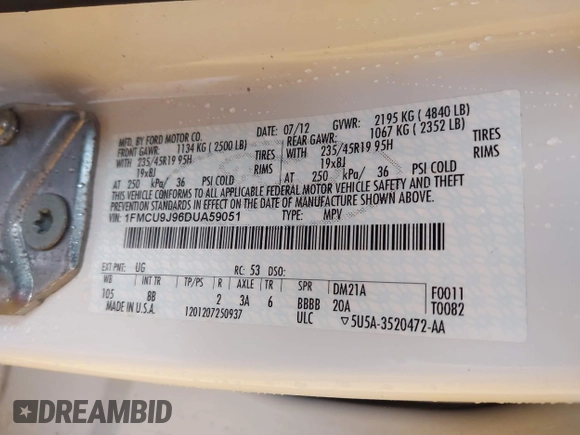 MFD. BY FORD MOTOR CO.
DATE: 07/12 GVWR: 2195 KG ( 4840 LB)
FRONT GAWR: 1134 KG ( 2500 LB) REAR GAWR: 1067 KG ( 2352 LB)
WITH 235/45R19 95H TIRES WITH 235/45R19 95H TIRES
19x8J RIMS 19x8J RIMS
AT 250 kPa/ 36 PSI COLD AT 250 kPa/ 36 PSI COLD
THIS VEHICLE CONFORMS TO ALL APPLICABLE FEDERAL MOTOR VEHICLE SAFETY AND THEFT
PREVENTION STANDARDS IN EFFECT ON THE DATE OF MANUFACTURE SHOWN ABOVE.
1FMCU9J96DUA59051 TYPE: MPV
EXT PNT: UG RC: 53 DSO:
WB TP/PS R AXLE TR SPR DM21A F0011
105 8B 2 3A 6 BBBB 20A T0082
MADE IN U.S.A. 1201207250937 ULC ▽5U5A-3520472-AA
DREAMBID